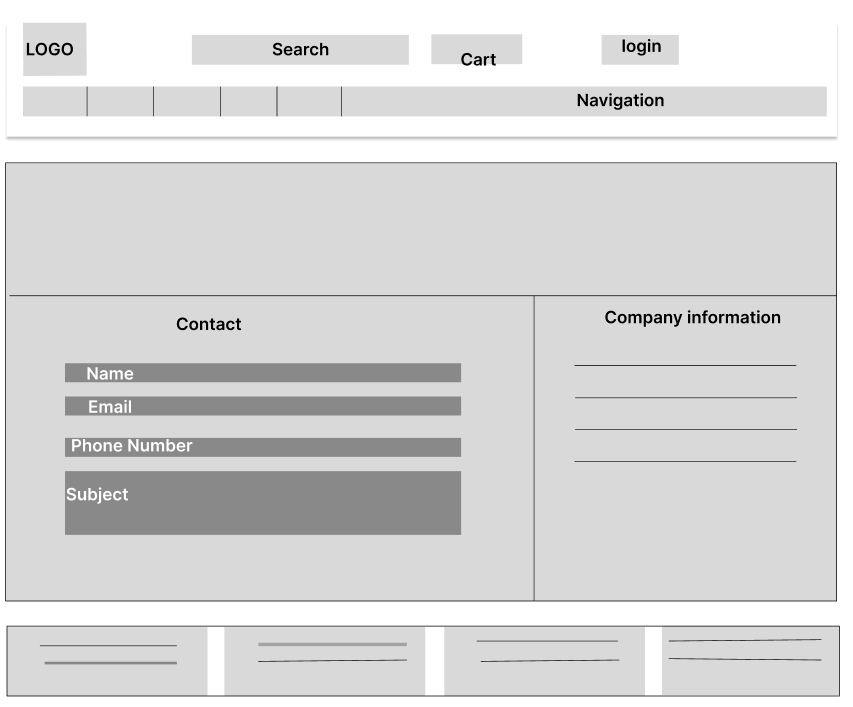 LOGO
Search
Cart
login
Navigation
Contact
Company information
Name
Email
Phone Number
Subject